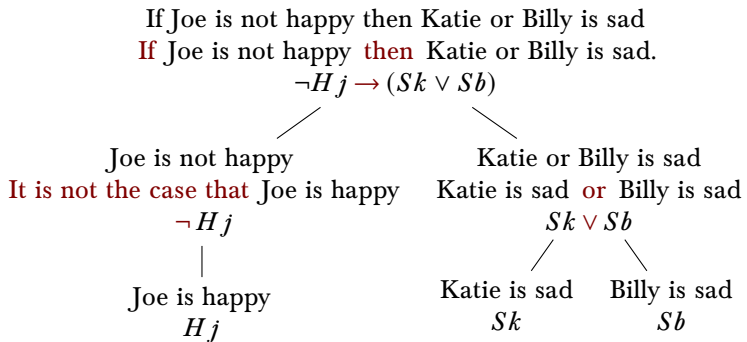 If Joe is not happy then Katie or Billy is sad
If Joe is not happy then Katie or Billy is sad.
¬Hj → (Sk ∨ Sb)
Joe is not happy
It is not the case that Joe is happy
¬Hj
Katie or Billy is sad
Katie is sad or Billy is sad
Sk ∨ Sb
Joe is happy
Hj
Katie is sad
Sk
Billy is sad
Sb